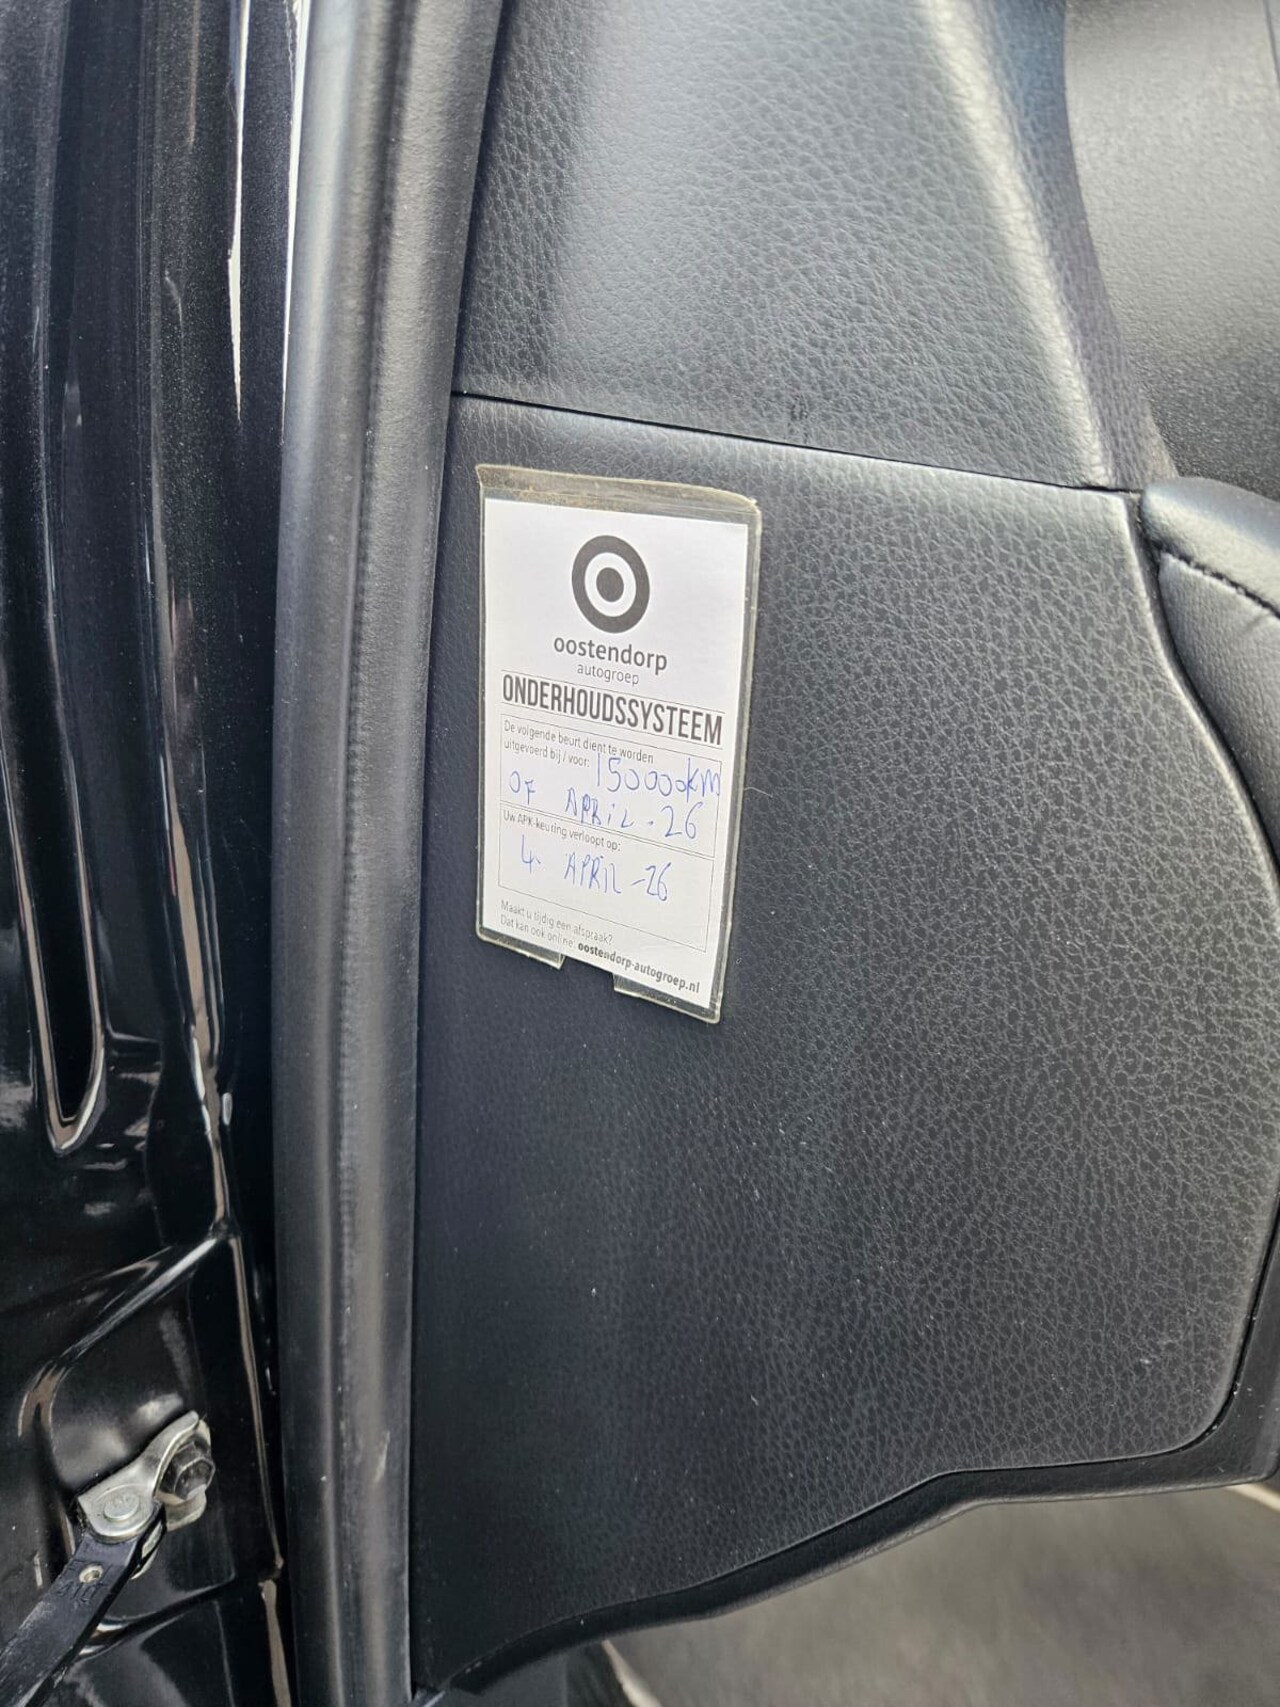 oostendorp
autogroep
ONDERHOUDSSYSTEEM
De volgende beurt dient te worden
uitgevoerd bij / voor: 150000km
OF APRIL - 26
Uw APK-keuring verloopt op:
4 APRIL - 26
Maakt u tijdig een afspraak?
Dat kan ook online: oostendorp-autogroep.nl